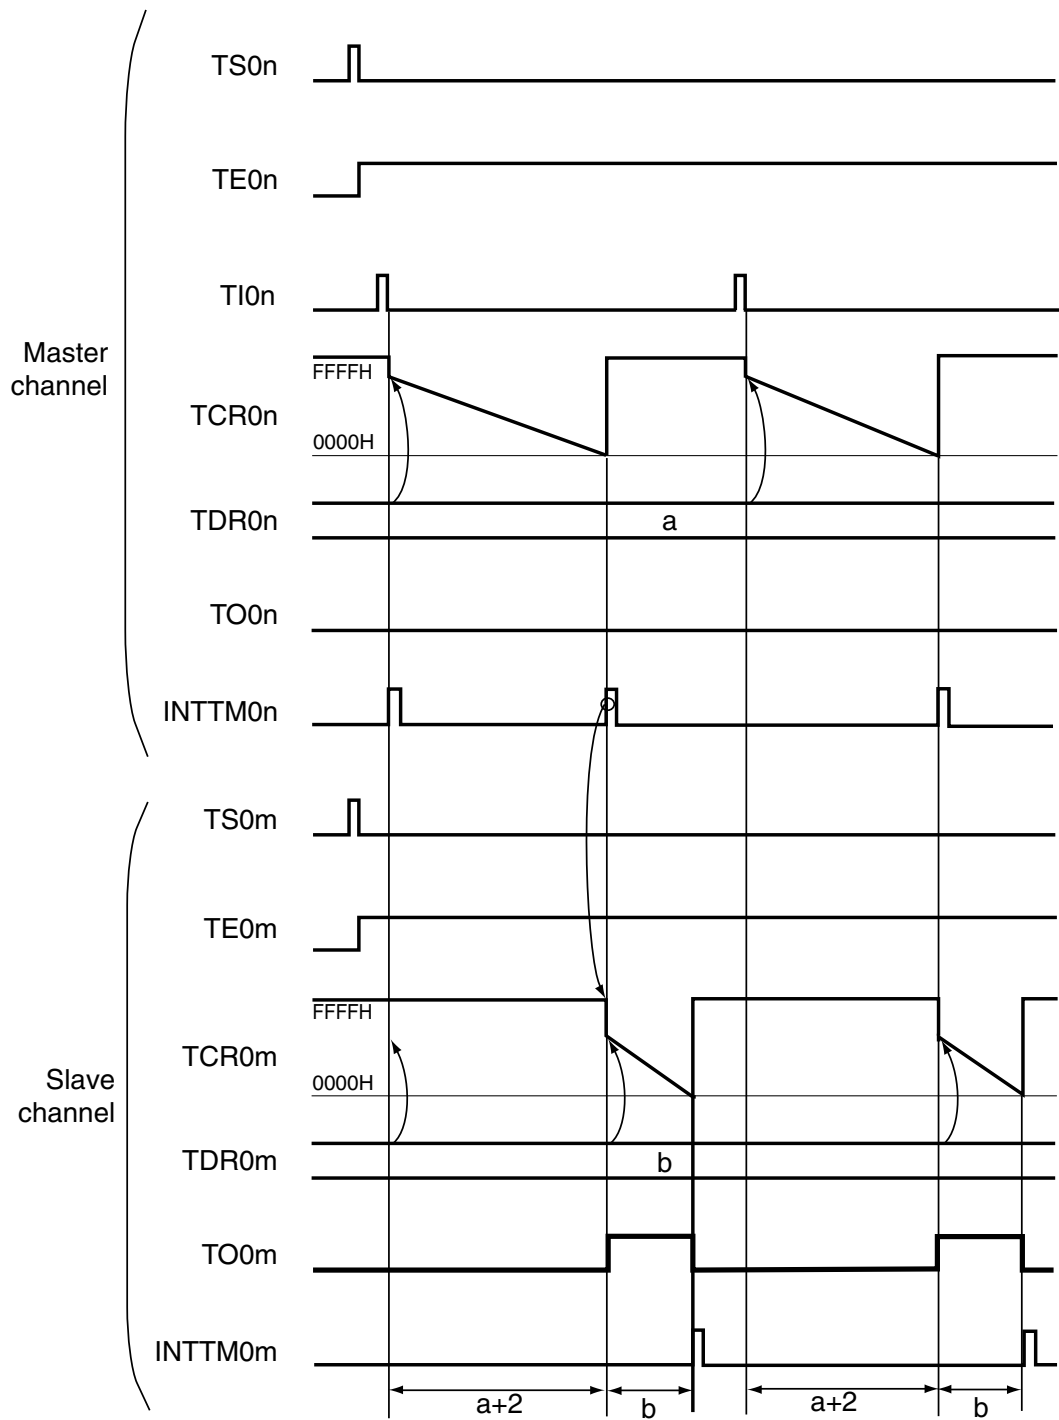 TS0n
TE0n
TI0n
Master
channel
FFFFH
TCR0n
0000H
TDR0n
a
TO0n
INTTM0n
TS0m
TE0m
FFFFH
TCR0m
0000H
Slave
channel
TDR0m
b
TO0m
INTTM0m
a+2
b
a+2
b